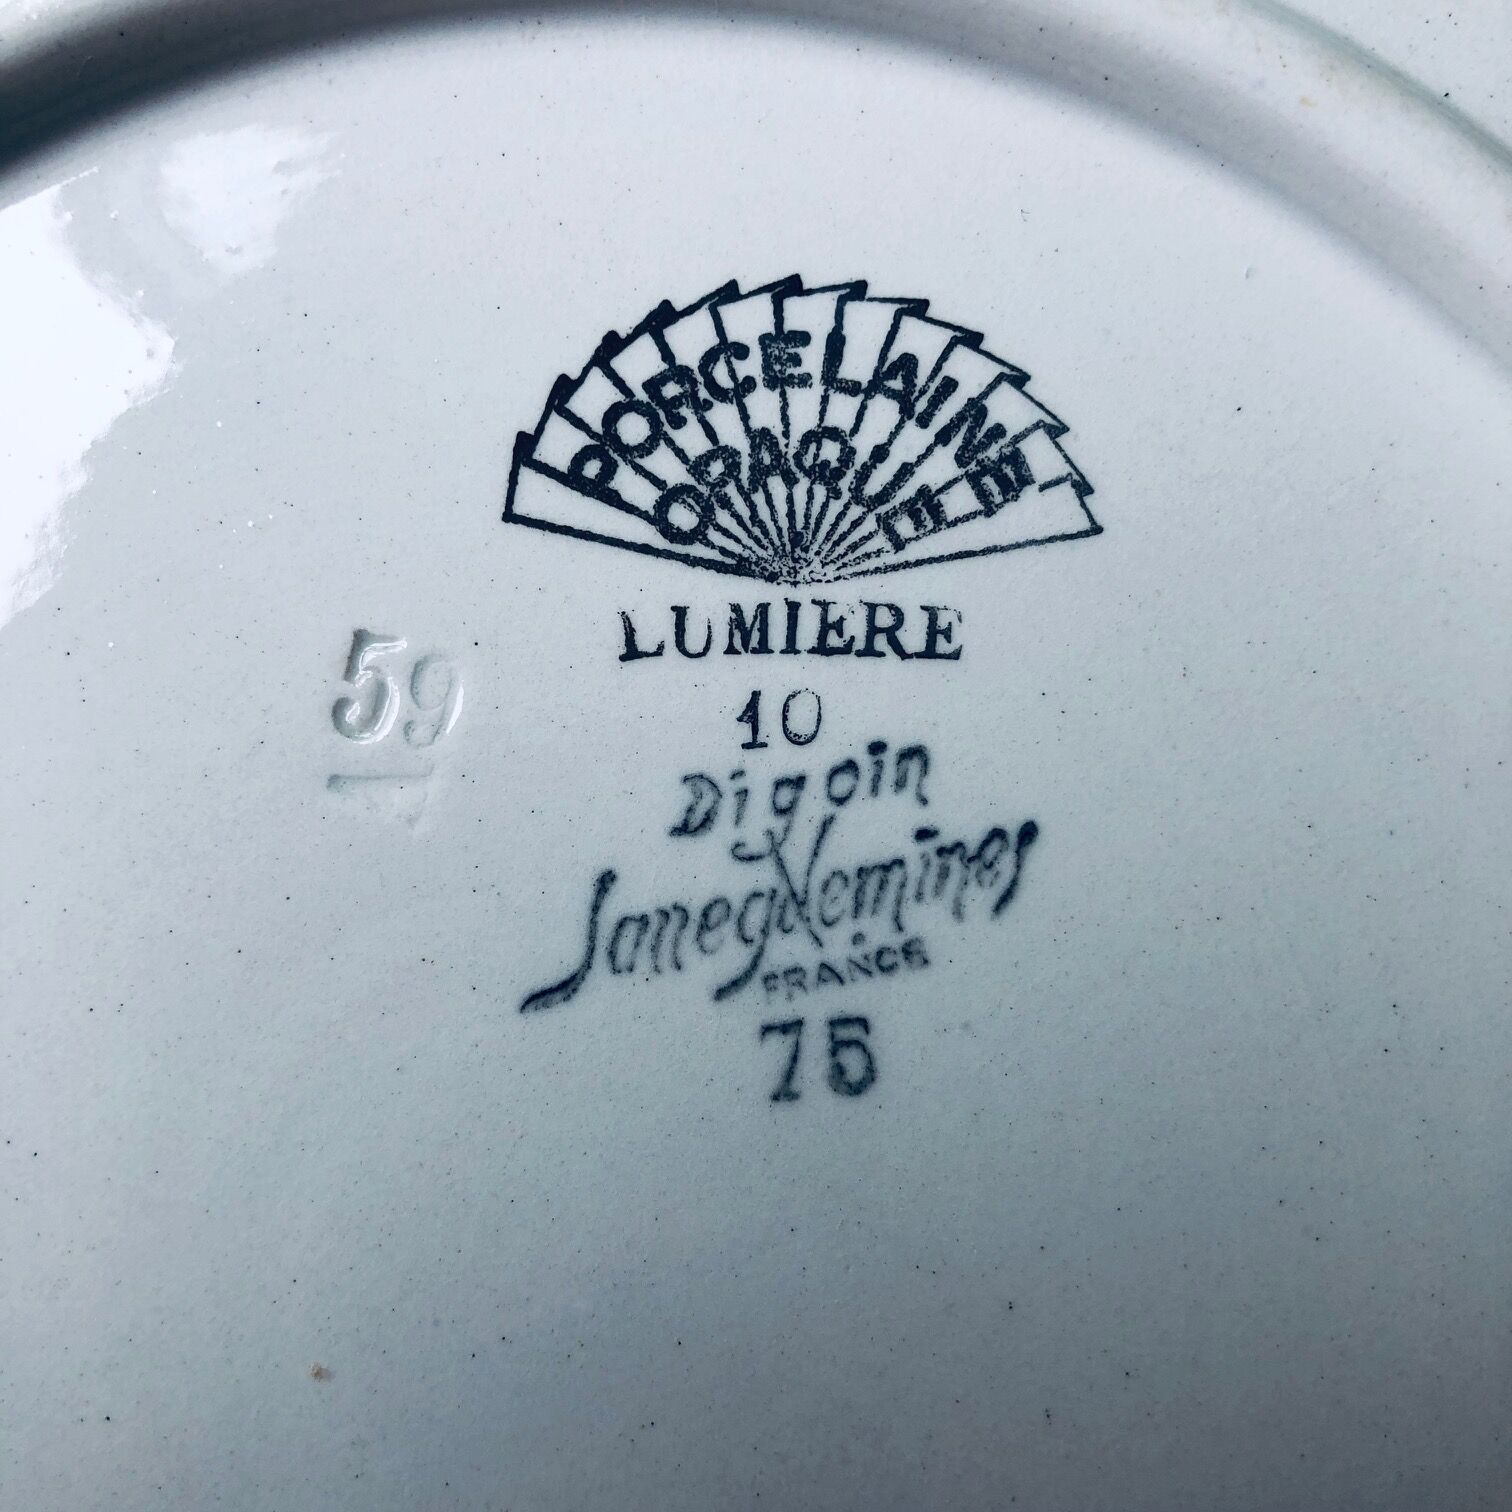 PORCELAINE
OPAQUE
LUMIERE
10
Digoin
Sarreguemines
FRANCE
75
59